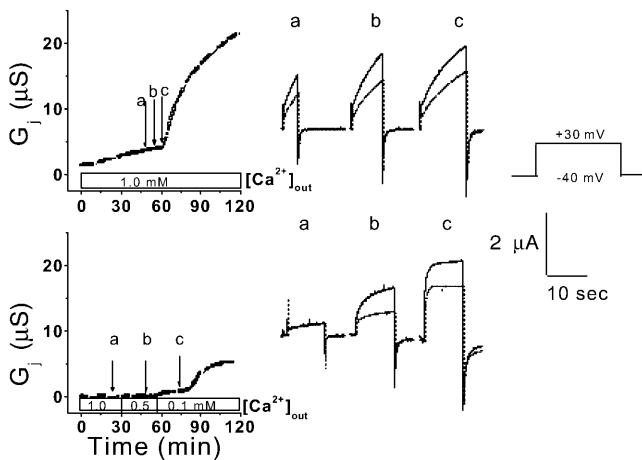 G_j (µS)
20
10
0
a
b
c
1.0 mM
[Ca²⁺]out
0 30 60 90 120
a b c
+30 mV
-40 mV
a b c
2 µA
10 sec
G_j (µS)
20
10
0
a b c
1.0 0.5 0.1 mM
[Ca²⁺]out
0 30 60 90 120
Time (min)